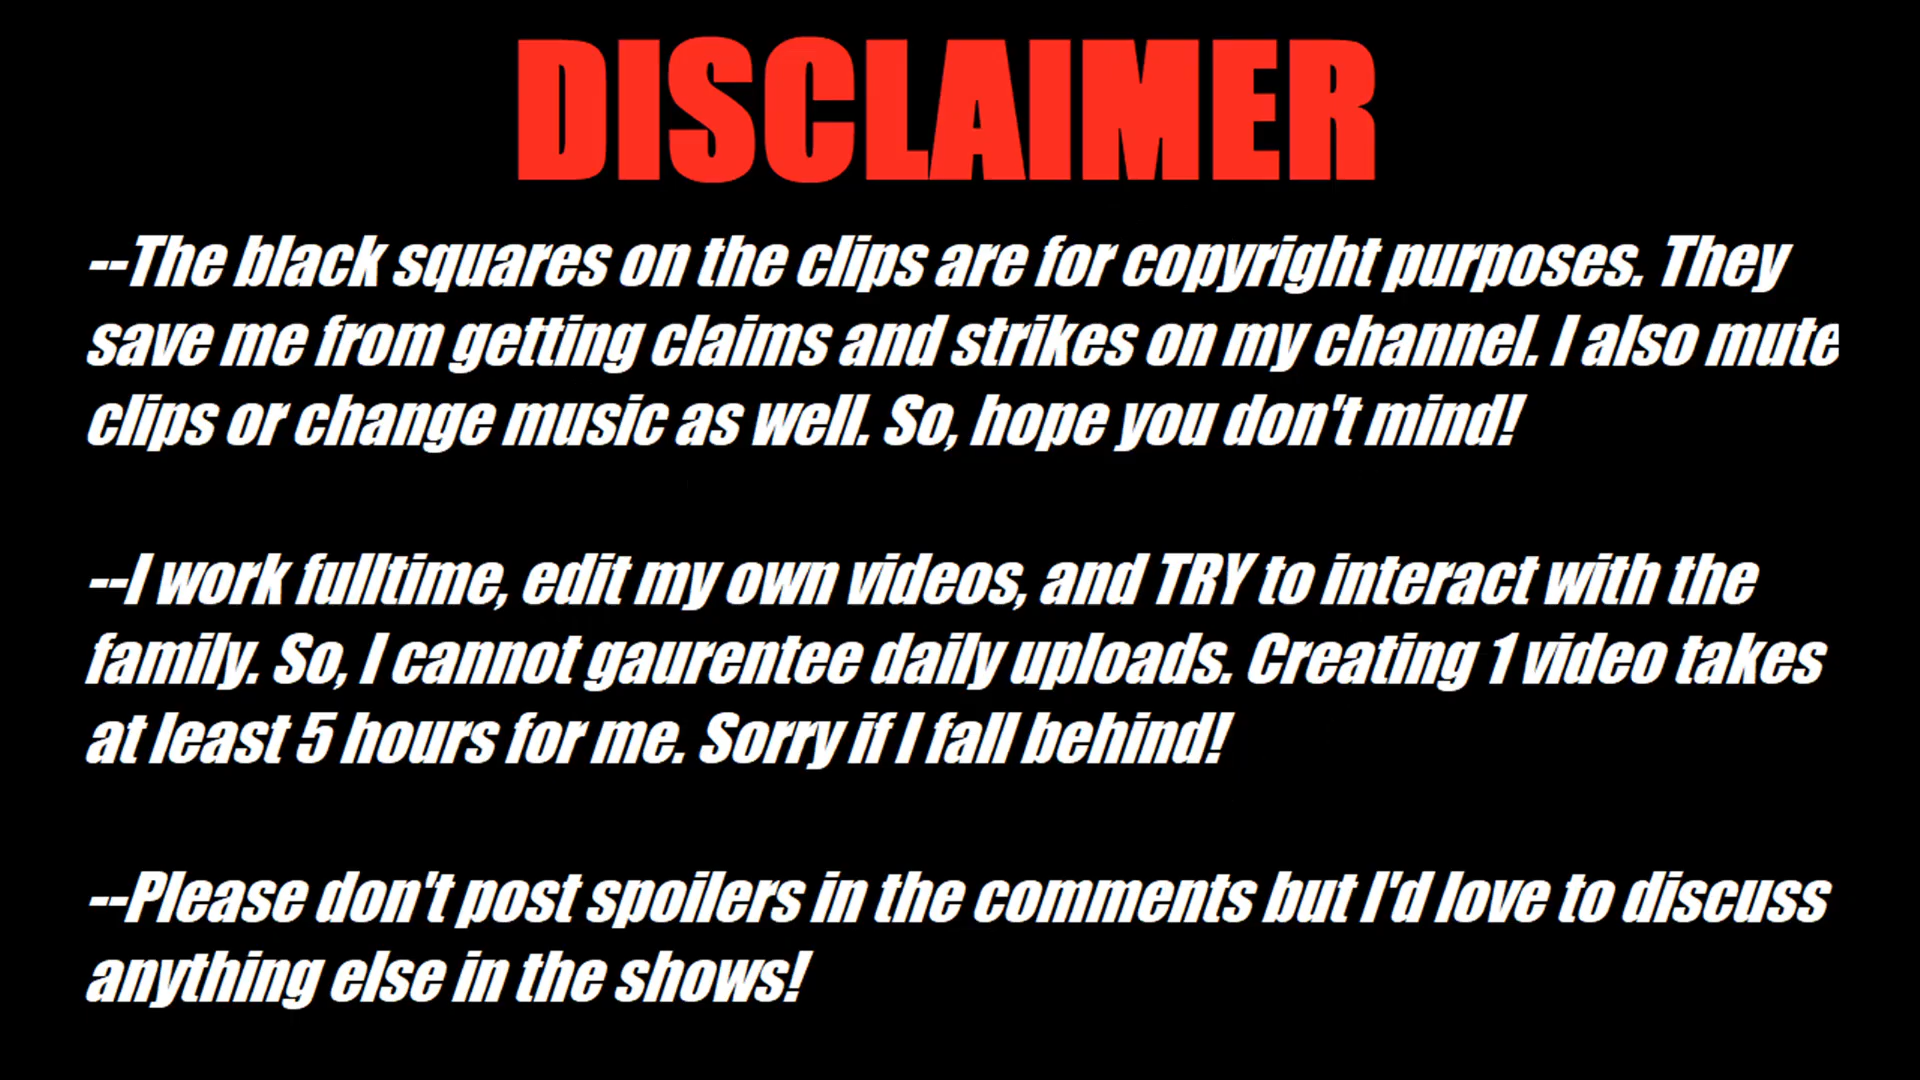 DISCLAIMER
--The black squares on the clips are for copyright purposes. They
save me from getting claims and strikes on my channel. I also mute
clips or change music as well. So, hope you don't mind!
--I work fulltime, edit my own videos, and TRY to interact with the
family. So, I cannot gaurentee daily uploads. Creating 1 video takes
at least 5 hours for me. Sorry if I fall behind!
--Please don't post spoilers in the comments but I'd love to discuss
anything else in the shows!